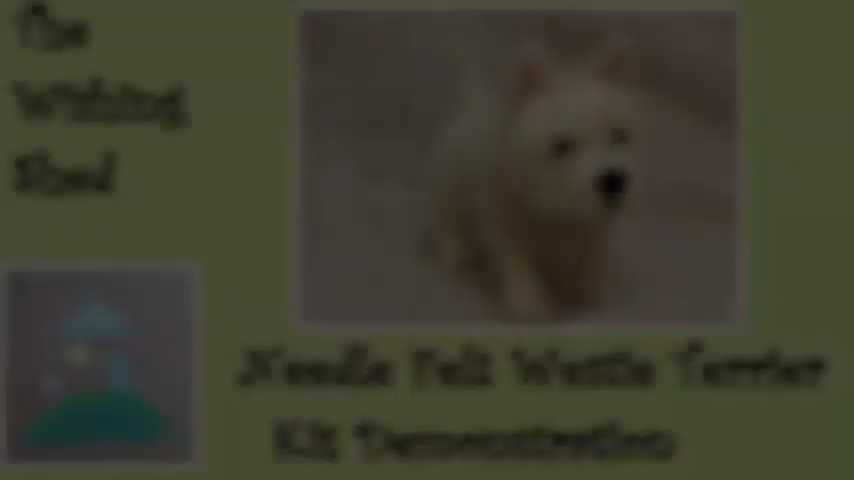 The
Wishing
Shed
Needle Felt Westie Terrier
Kit Demonstration